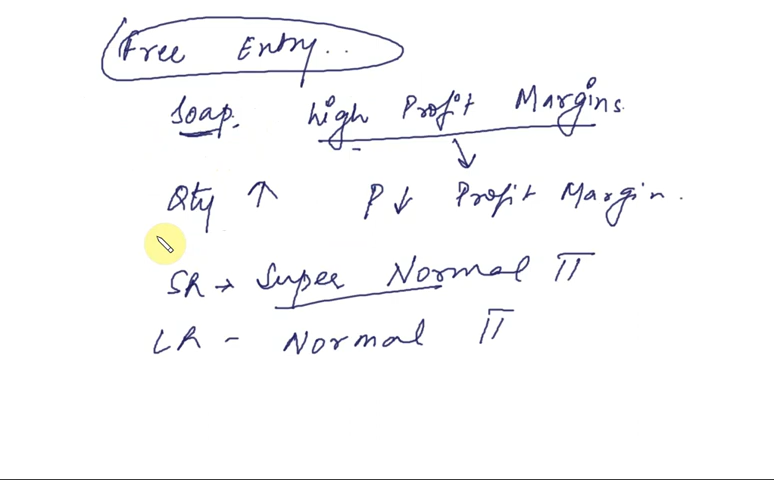 Free Entry..
Soap. high Profit Margins.
Qty ↑ P ↓ Profit Margin.
SR → Super Normal π
LR - Normal π